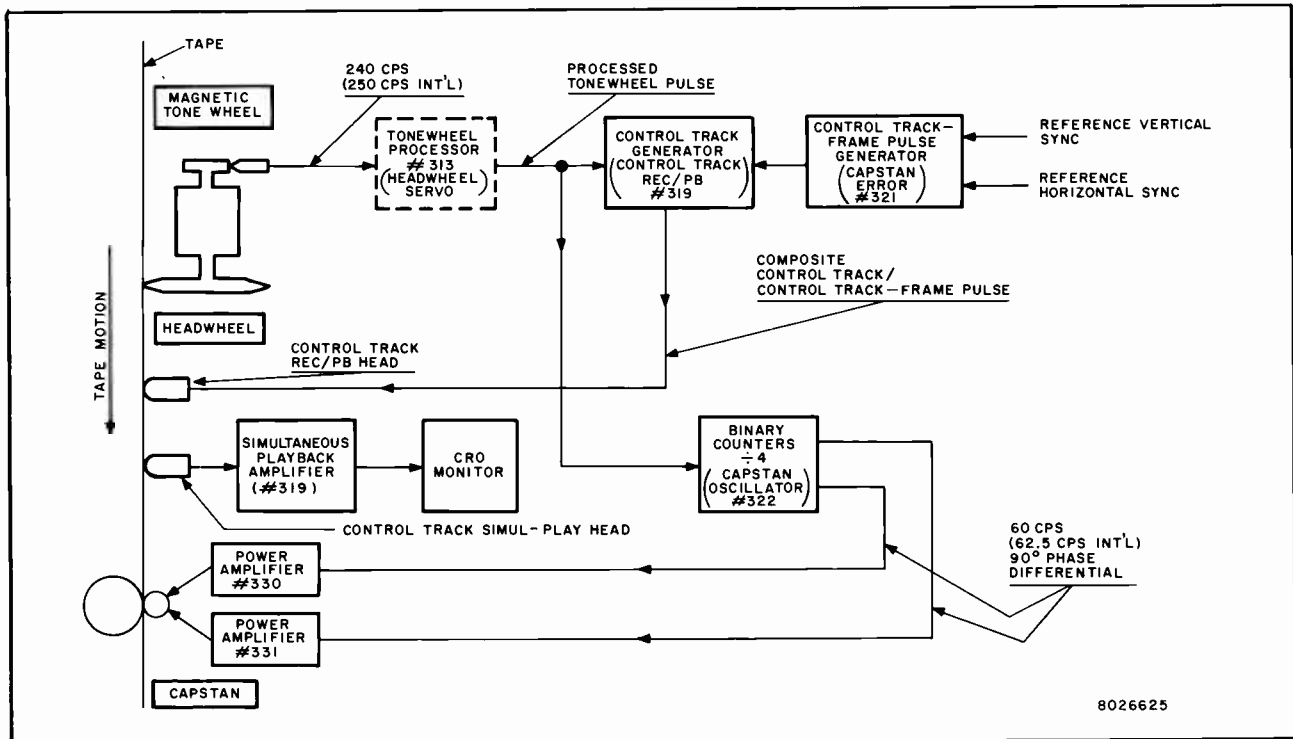 TAPE
MAGNETIC
TONE WHEEL
240 CPS
(250 CPS INT'L)
PROCESSED
TONEWHEEL PULSE
TONEWHEEL
PROCESSOR
#313
(HEADWHEEL
SERVO)
CONTROL TRACK
GENERATOR
(CONTROL TRACK
REC/PB
#319)
CONTROL TRACK-
FRAME PULSE
GENERATOR
(CAPSTAN
ERROR
#321)
REFERENCE VERTICAL
SYNC
REFERENCE
HORIZONTAL SYNC
TAPE MOTION
HEADWHEEL
COMPOSITE
CONTROL TRACK/
CONTROL TRACK-FRAME PULSE
CONTROL TRACK
REC/PB HEAD
SIMULTANEOUS
PLAYBACK
AMPLIFIER
(#319)
CRO
MONITOR
BINARY
COUNTERS
÷4
(CAPSTAN
OSCILLATOR
#322)
CONTROL TRACK SIMUL-PLAY HEAD
POWER
AMPLIFIER
#330
60 CPS
(62.5 CPS INT'L)
90° PHASE
DIFFERENTIAL
POWER
AMPLIFIER
#331
CAPSTAN
8026625